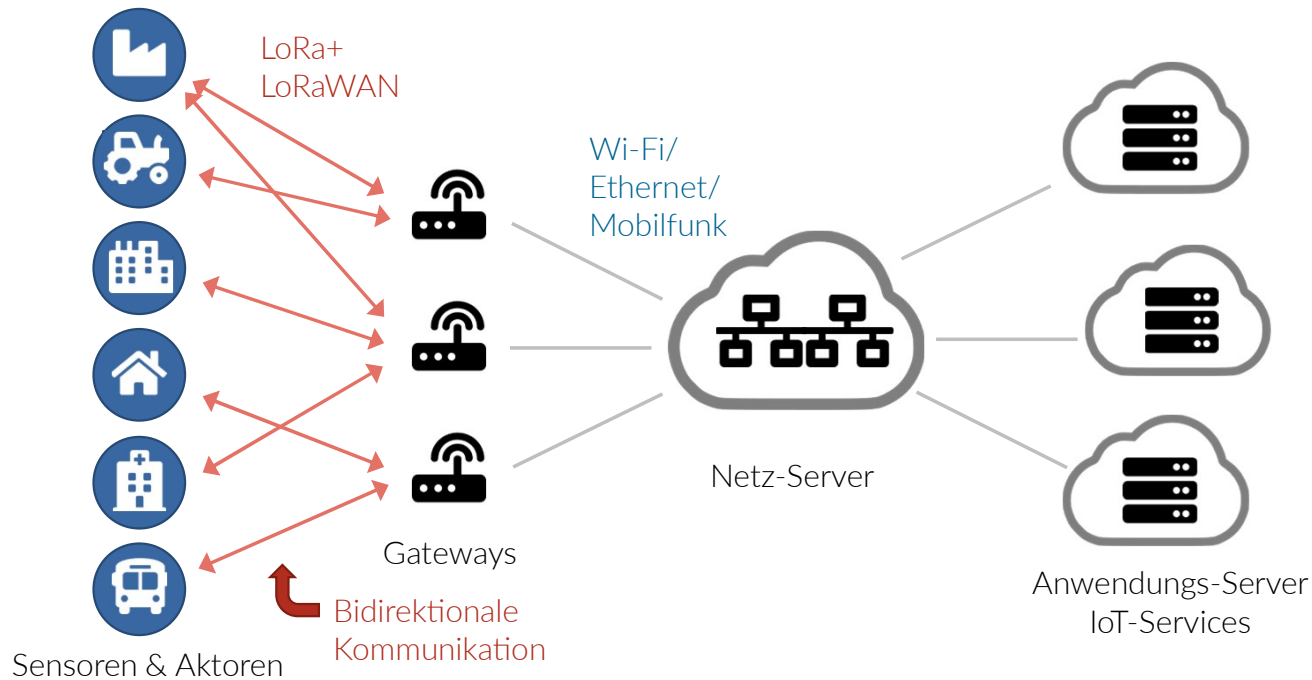 LoRa+
LoRaWAN
Wi-Fi/
Ethernet/
Mobilfunk
Netz-Server
Gateways
Bidirektionale
Kommunikation
Sensoren & Aktoren
Anwendungs-Server
IoT-Services